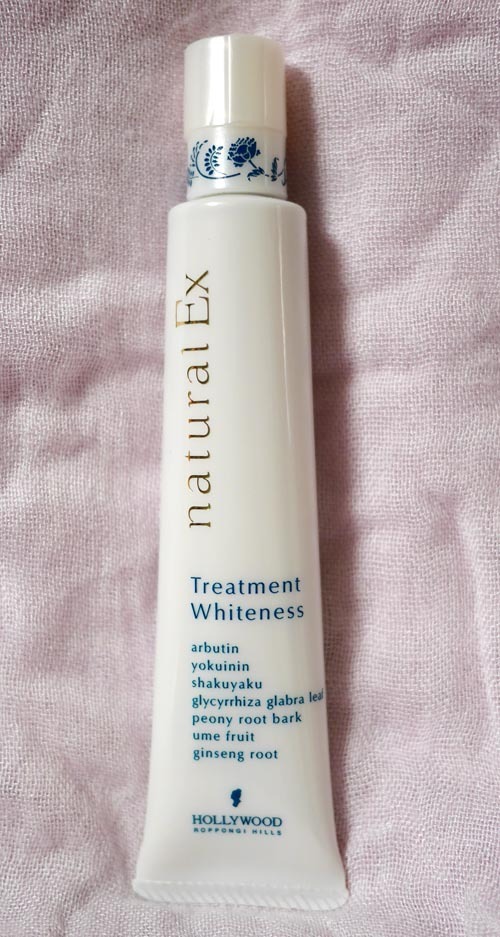 natural Ex
Treatment
Whiteness
arbutin
yokuinin
shakuyaku
glycyrrhiza glabra leaf
peony root bark
ume fruit
ginseng root
HOLLYWOOD
ROPPONGI HILLS